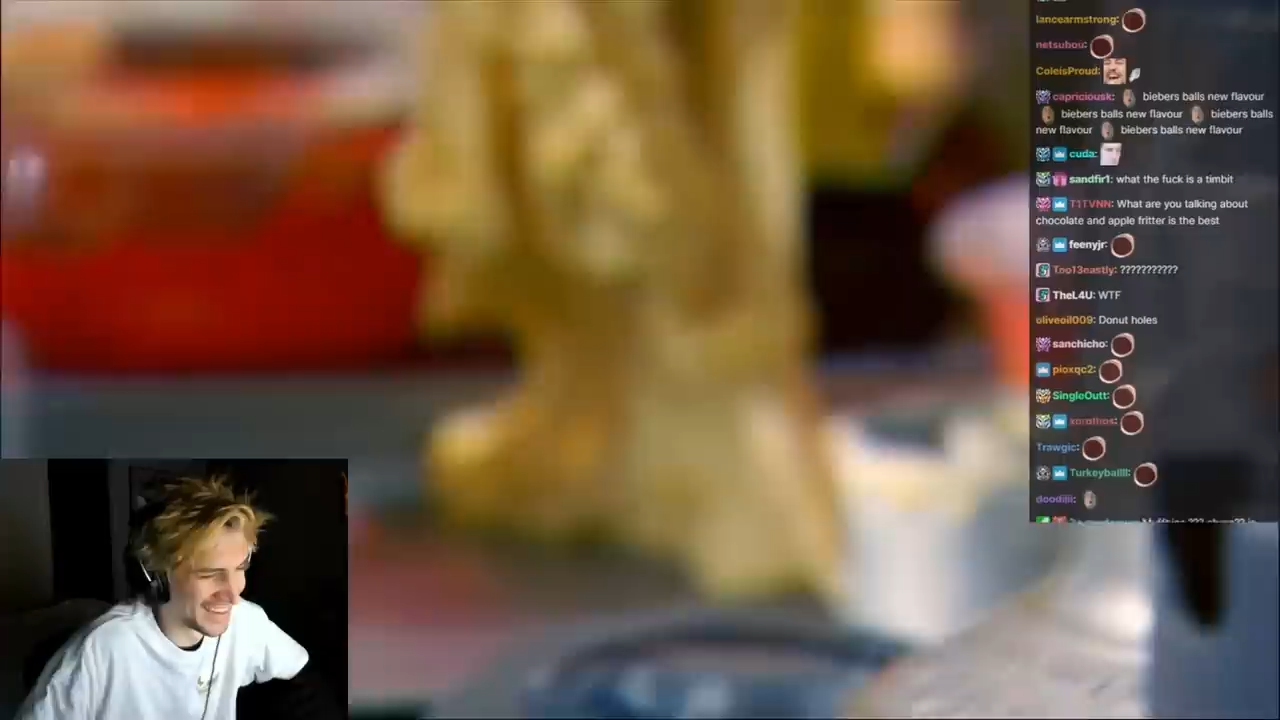 lancearmstrong:
netsubou:
ColeisProud:
capriciousk: biebers balls new flavour
biebers balls new flavour biebers balls
new flavour biebers balls new flavour
cuda:
sandfir1: what the fuck is a timbit
T1TVNN: What are you talking about
chocolate and apple fritter is the best
feenyjr:
Too13eastly: ???????????
TheL4U: WTF
oliveoil009: Donut holes
sanchicho:
pioxqc2:
SingleOutt:
xarathos:
Trawgic:
Turkeyballl:
doodiiii: